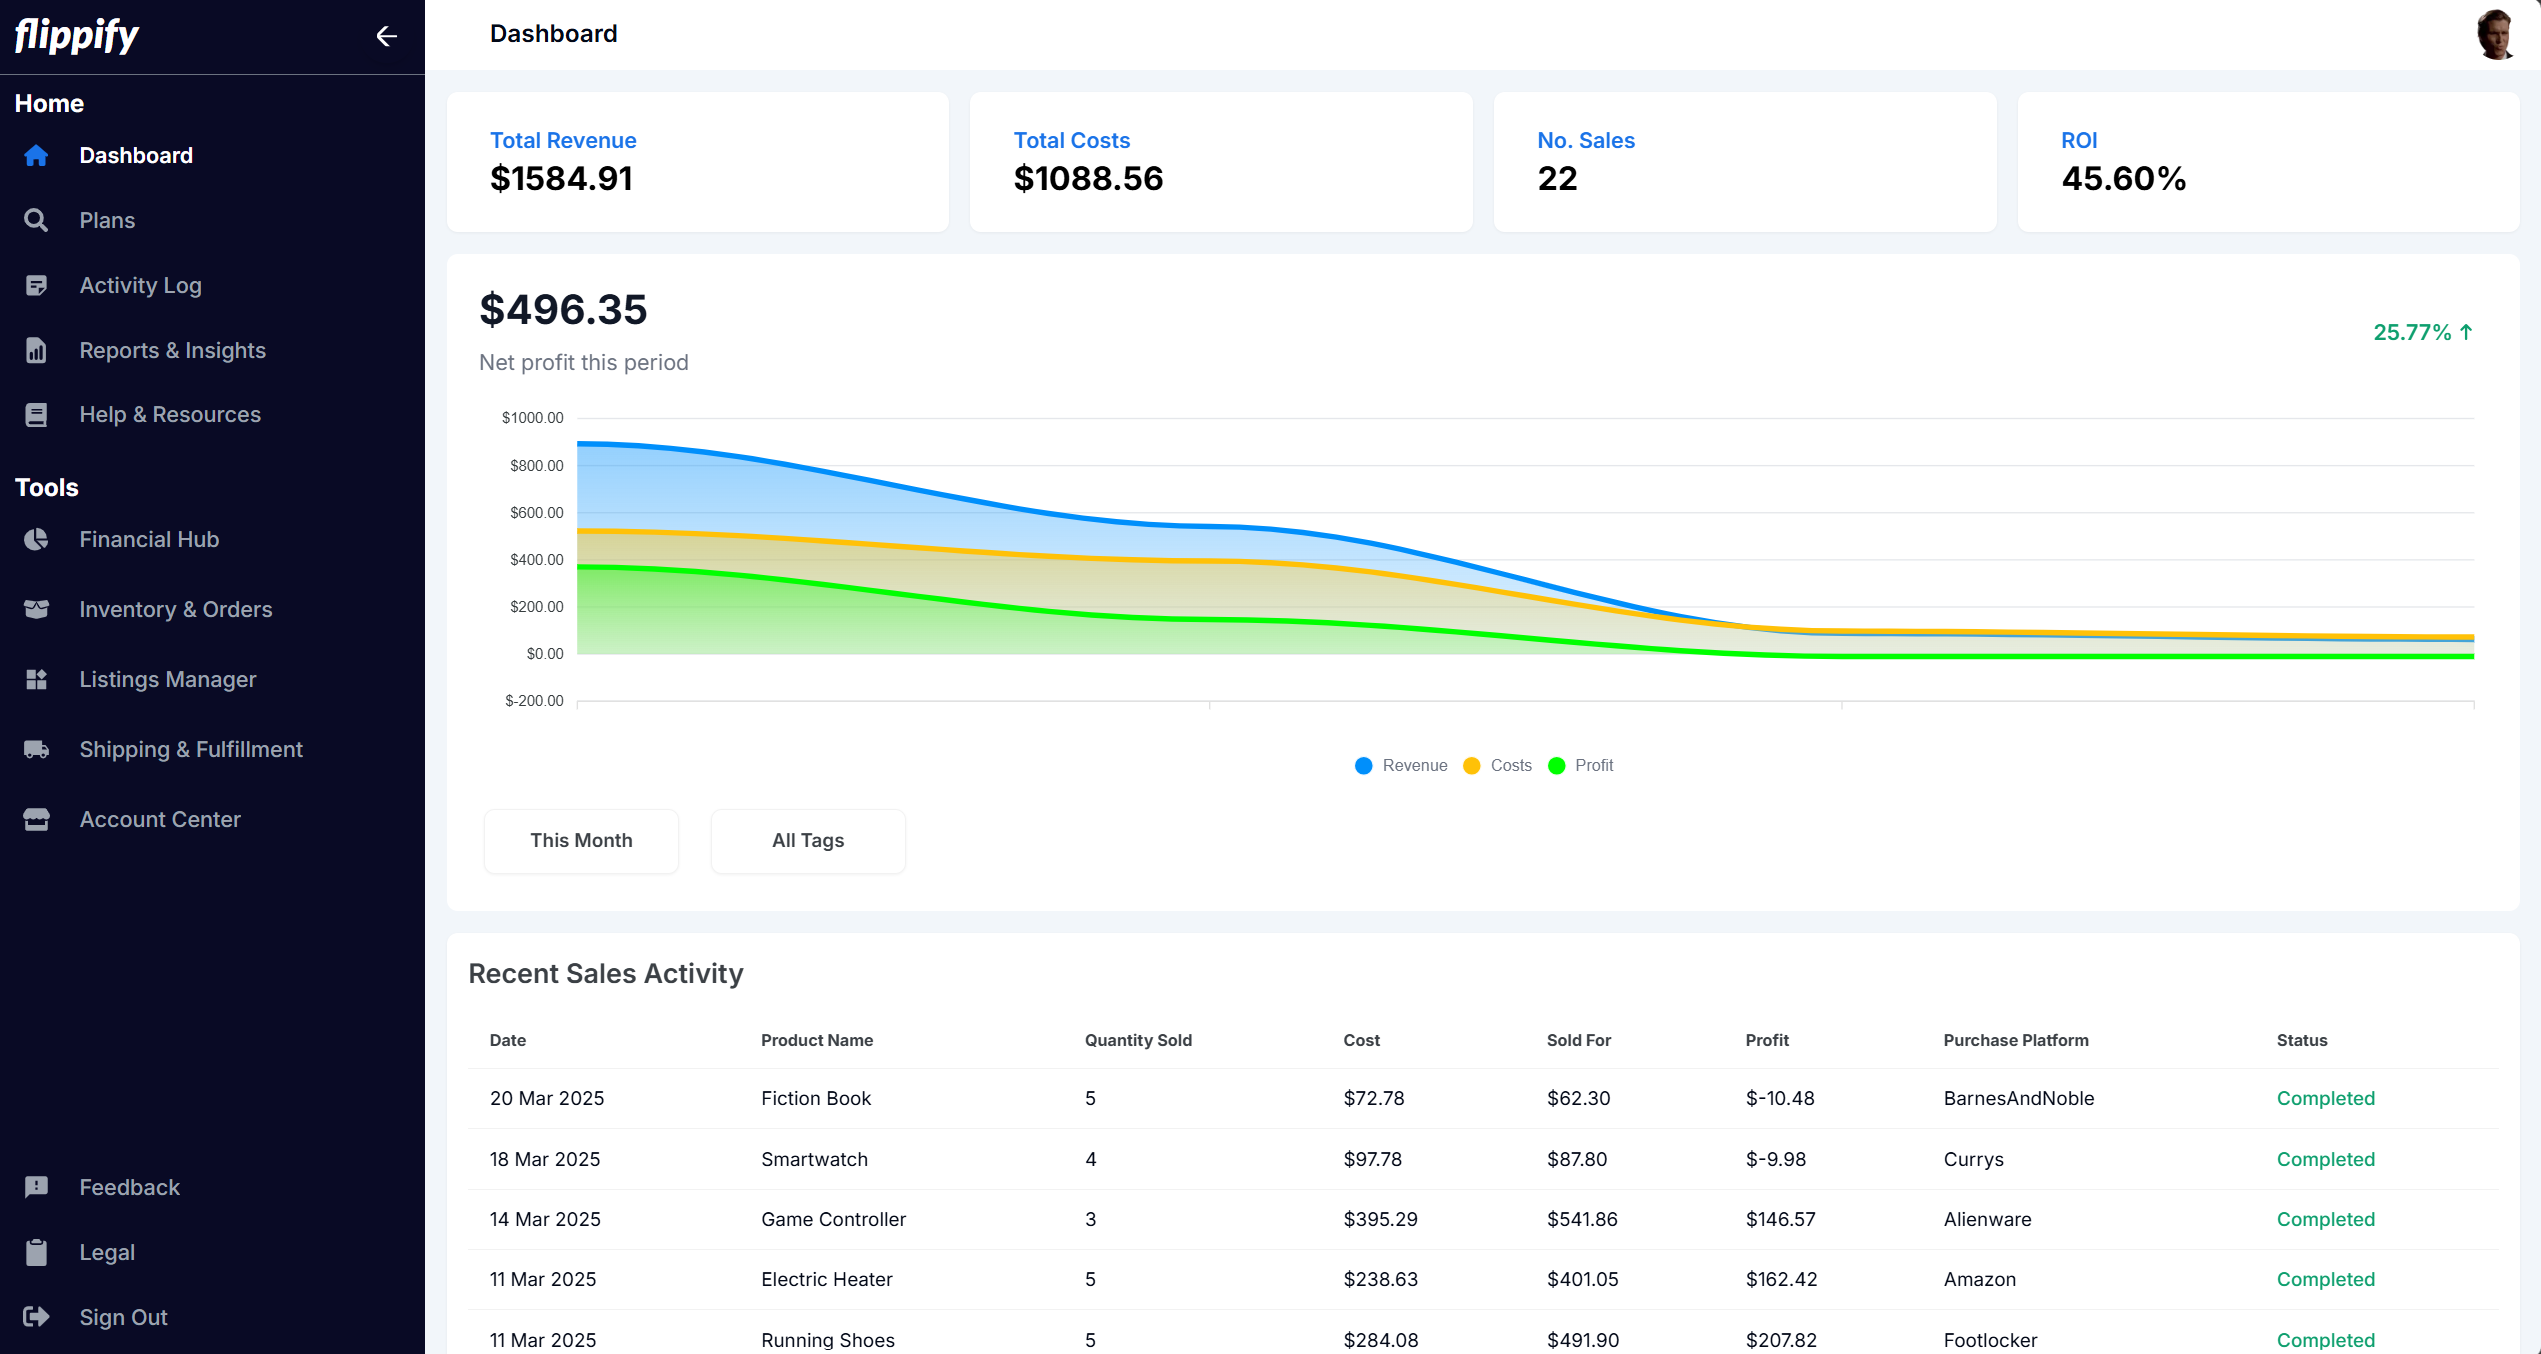 flippify
Dashboard
Home
Dashboard
Plans
Activity Log
Reports & Insights
Help & Resources
Tools
Financial Hub
Inventory & Orders
Listings Manager
Shipping & Fulfillment
Account Center
Feedback
Legal
Sign Out
Total Revenue
$1584.91
Total Costs
$1088.56
No. Sales
22
ROI
45.60%
$496.35
Net profit this period
25.77% ↑
$1000.00
$800.00
$600.00
$400.00
$200.00
$0.00
$-200.00
Revenue Costs Profit
This Month All Tags
Recent Sales Activity
Date Product Name Quantity Sold Cost Sold For Profit Purchase Platform Status
20 Mar 2025 Fiction Book 5 $72.78 $62.30 $-10.48 BarnesAndNoble Completed
18 Mar 2025 Smartwatch 4 $97.78 $87.80 $-9.98 Currys Completed
14 Mar 2025 Game Controller 3 $395.29 $541.86 $146.57 Alienware Completed
11 Mar 2025 Electric Heater 5 $238.63 $401.05 $162.42 Amazon Completed
11 Mar 2025 Running Shoes 5 $284.08 $491.90 $207.82 Footlocker Completed